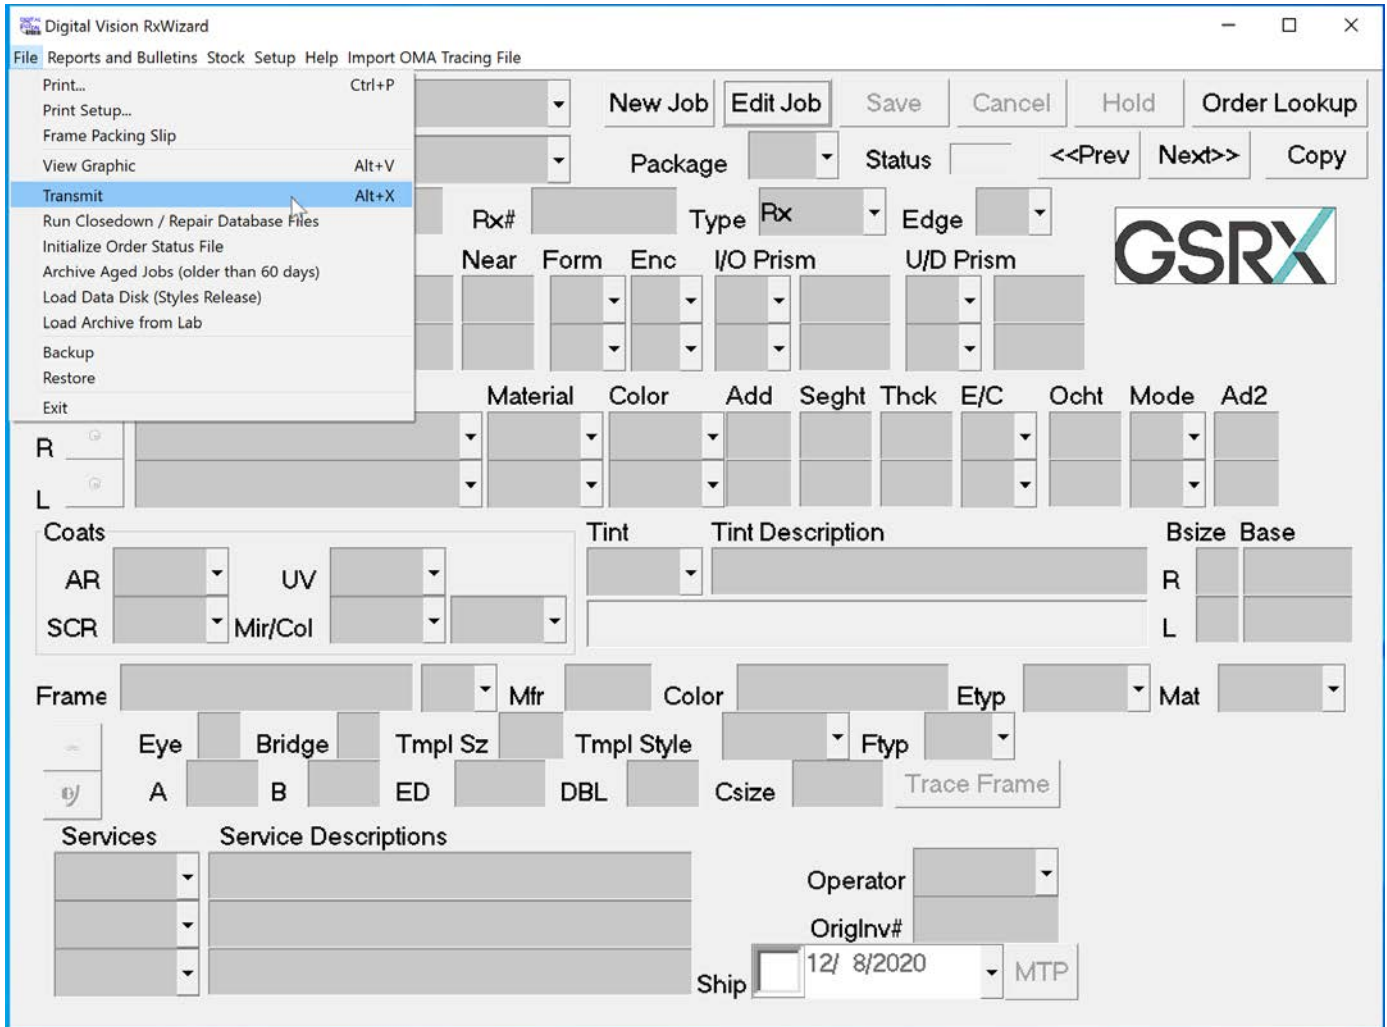 Digital Vision RxWizard
File Reports and Bulletins Stock Setup Help Import OMA Tracing File
Print... Ctrl+P
Print Setup...
Frame Packing Slip
View Graphic Alt+V
Transmit Alt+X
Run Closedown / Repair Database Files
Initialize Order Status File
Archive Aged Jobs (older than 60 days)
Load Data Disk (Styles Release)
Load Archive from Lab
Backup
Restore
Exit
New Job Edit Job Save Cancel Hold Order Lookup
Package Status <<Prev Next>> Copy
Rx# Type Rx Edge
GSRX
Near Form Enc I/O Prism U/D Prism
Material Color Add Seght Thck E/C Ocht Mode Ad2
R
L
Coats Tint Tint Description Bsize Base
AR UV R
SCR Mir/Col L
Frame Mfr Color Etyp Mat
Eye Bridge Tmpl Sz Tmpl Style Ftyp
A B ED DBL Csize Trace Frame
Services Service Descriptions
Operator
OrigInv#
Ship 12/ 8/2020 MTP